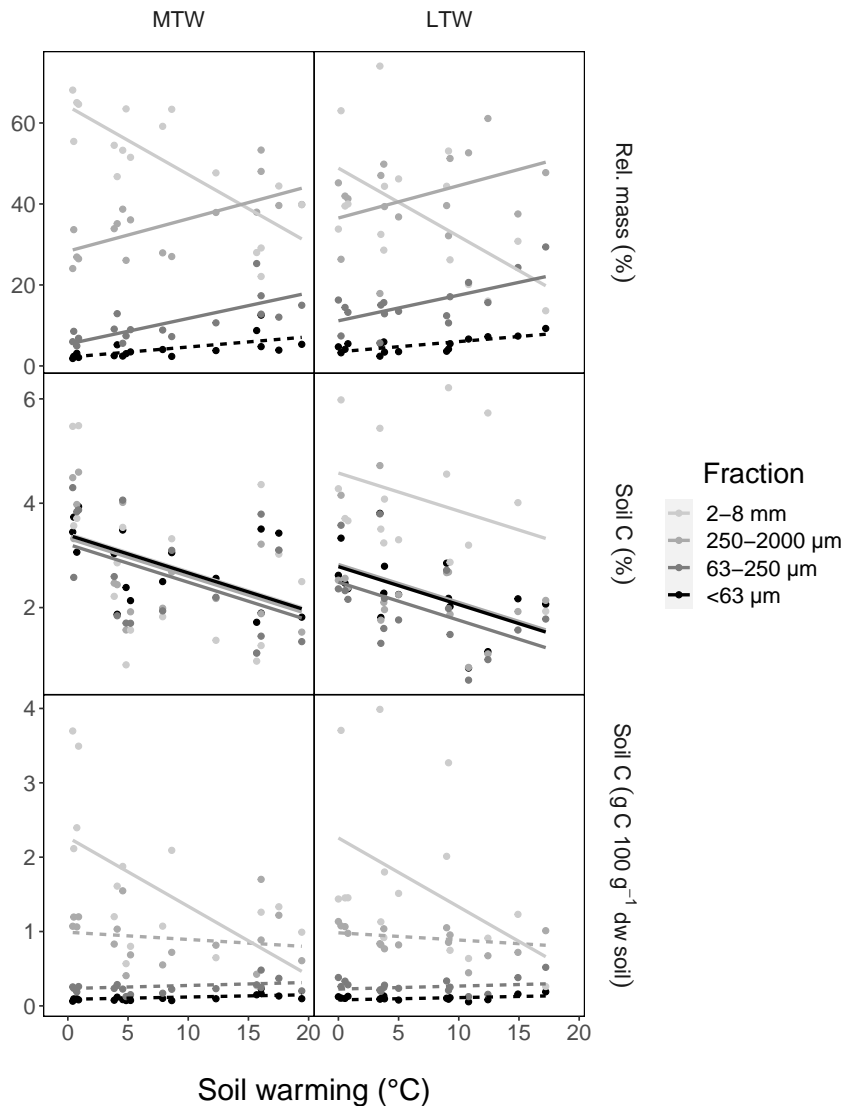 MTW LTW
60
40
20
0
Rel. mass (%)
6
4
2
Soil C (%)
4
3
2
1
0
Soil C (g C 100 g⁻¹ dw soil)
0 5 10 15 20 0 5 10 15 20
Soil warming (°C)
Fraction
2−8 mm
250−2000 μm
63−250 μm
<63 μm